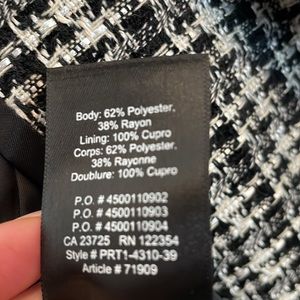 Body: 62% Polyester,
38% Rayon
Lining: 100% Cupro
Corps: 62% Polyester,
38% Rayonne
Doublure: 100% Cupro
P.O. # 4500110902
P.O. # 4500110903
P.O. # 4500110904
CA 23725 RN 122354
Style # PRT1-4310-39
Article # 71909